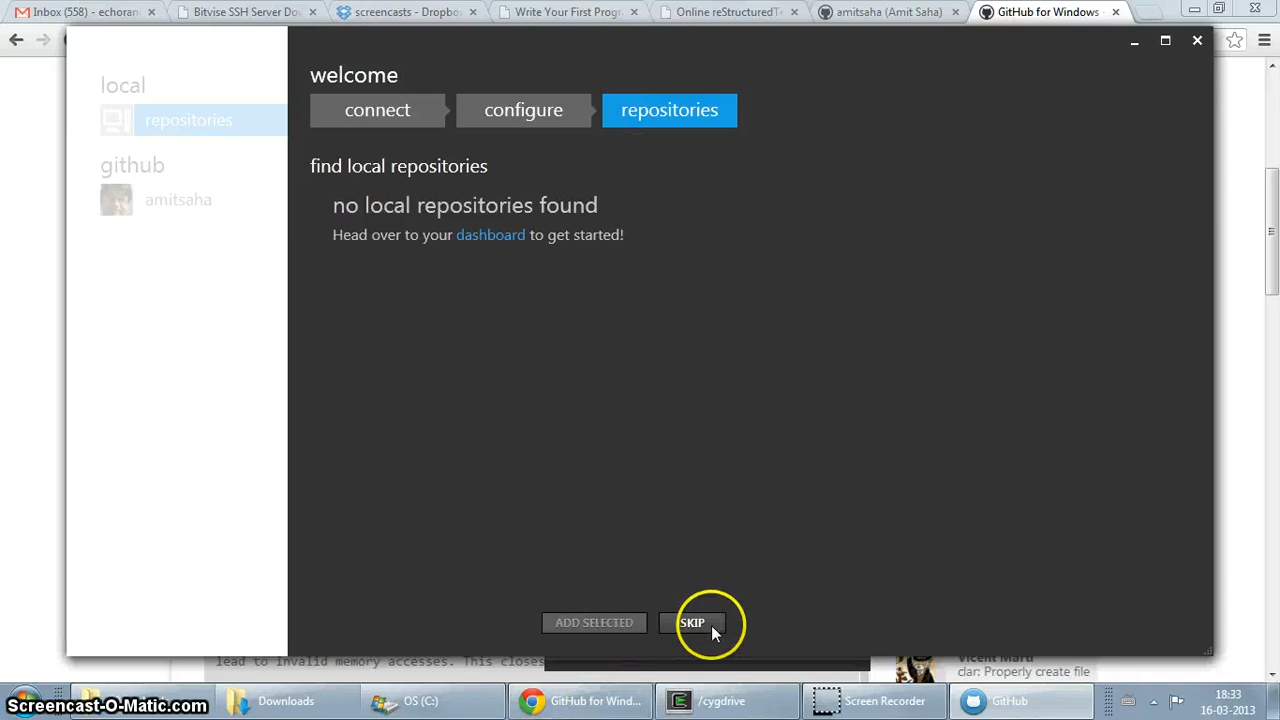 Inbox (558) - echoran
Bitvise SSH Server Do
screencasts - Dropbo
Write Your First Progr
Online reStructuredT
amitsaha (Amit Saha)
GitHub for Windows
local
repositories
github
amitsaha
welcome
connect
configure
repositories
find local repositories
no local repositories found
Head over to your dashboard to get started!
ADD SELECTED
SKIP
lead to invalid memory accesses. This closes
Vicent Marti
clar: Properly create file
Downloads
OS (C:)
GitHub for Wind...
/cygdrive
Screen Recorder
GitHub
18:33
16-03-2013
Screencast-O-Matic.com